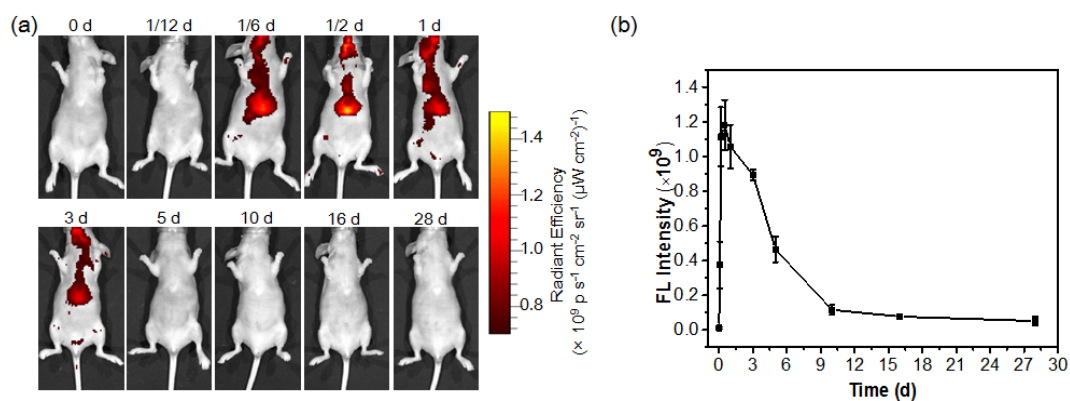 (a)
0 d 1/12 d 1/6 d 1/2 d 1 d
3 d 5 d 10 d 16 d 28 d
1.4
1.2
1.0
0.8
Radiant Efficiency
(× 10⁹ p s⁻¹ cm⁻² sr⁻¹ (μW cm⁻²)⁻¹)
(b)
FL Intensity (×10⁹)
1.4
1.2
1.0
0.8
0.6
0.4
0.2
0.0
0 3 6 9 12 15 18 21 24 27 30
Time (d)